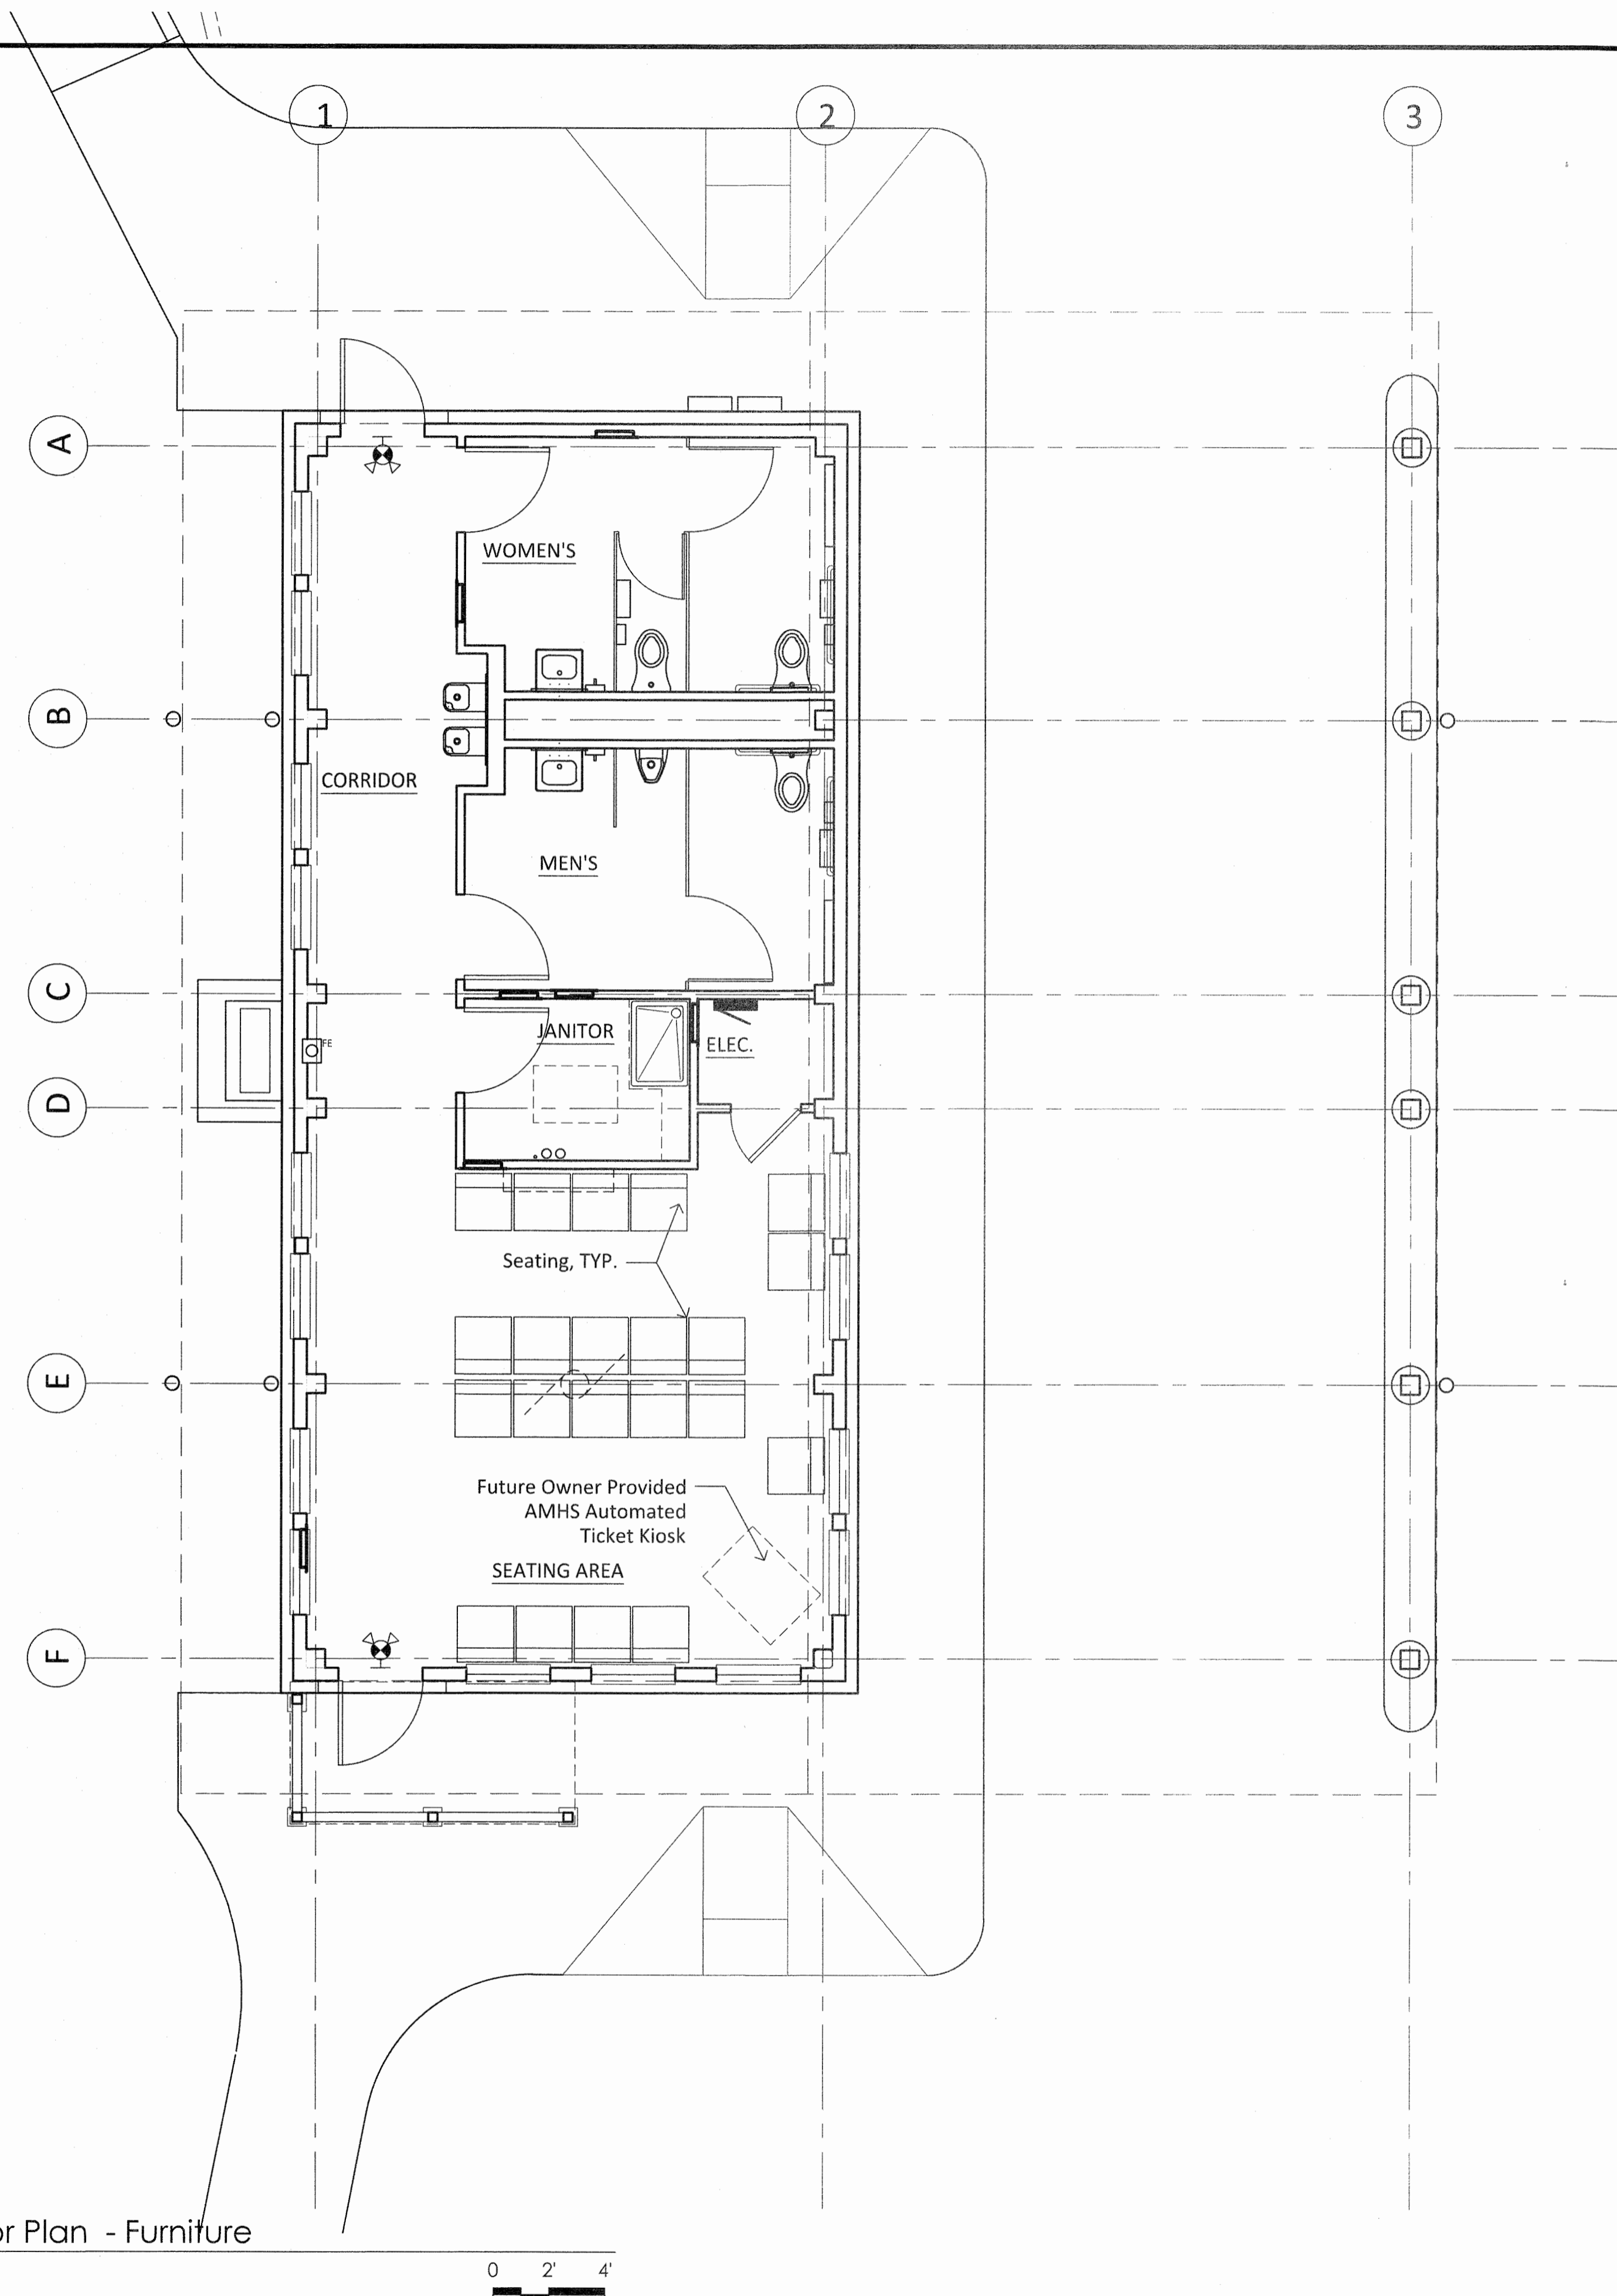 1
2
3
A
WOMEN'S
B
CORRIDOR
MEN'S
C
JANITOR
FE
ELEC.
D
Seating, TYP.
E
Future Owner Provided
AMHS Automated
Ticket Kiosk
SEATING AREA
F
Plan - Furniture
0 2' 4'